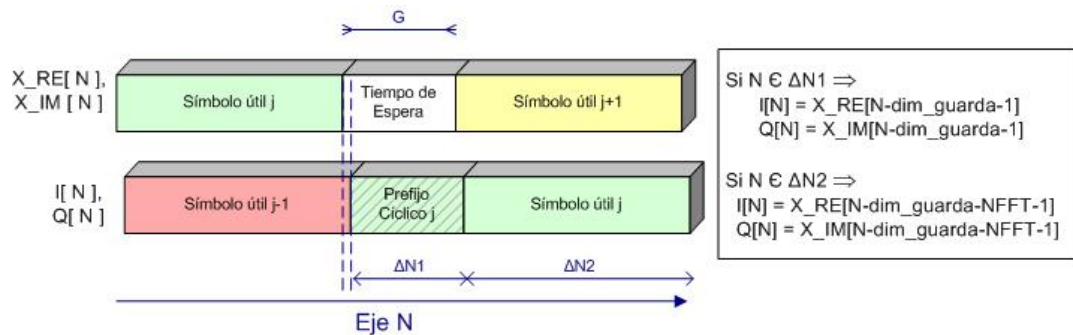 G
X_RE[ N ],
X_IM [ N ]
Símbolo útil j
Tiempo de
Espera
Símbolo útil j+1
I[ N ],
Q[ N ]
Símbolo útil j-1
Prefijo
Cíclico j
Símbolo útil j
ΔN1
ΔN2
Eje N
Si N Є ΔN1 ⇒
I[N] = X_RE[N-dim_guarda-1]
Q[N] = X_IM[N-dim_guarda-1]
Si N Є ΔN2 ⇒
I[N] = X_RE[N-dim_guarda-NFFT-1]
Q[N] = X_IM[N-dim_guarda-NFFT-1]